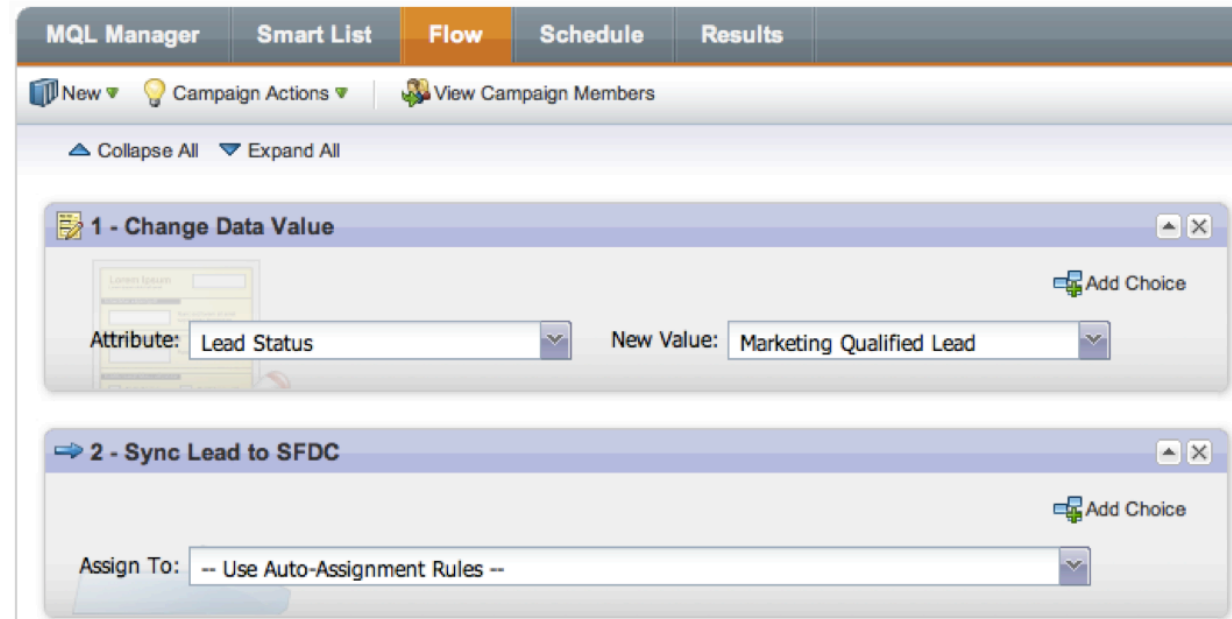 MQL Manager Smart List Flow Schedule Results
New Campaign Actions View Campaign Members
Collapse All Expand All
1 - Change Data Value
Lorem Ipsum
Add Choice
Attribute: Lead Status New Value: Marketing Qualified Lead
2 - Sync Lead to SFDC
Add Choice
Assign To: -- Use Auto-Assignment Rules --